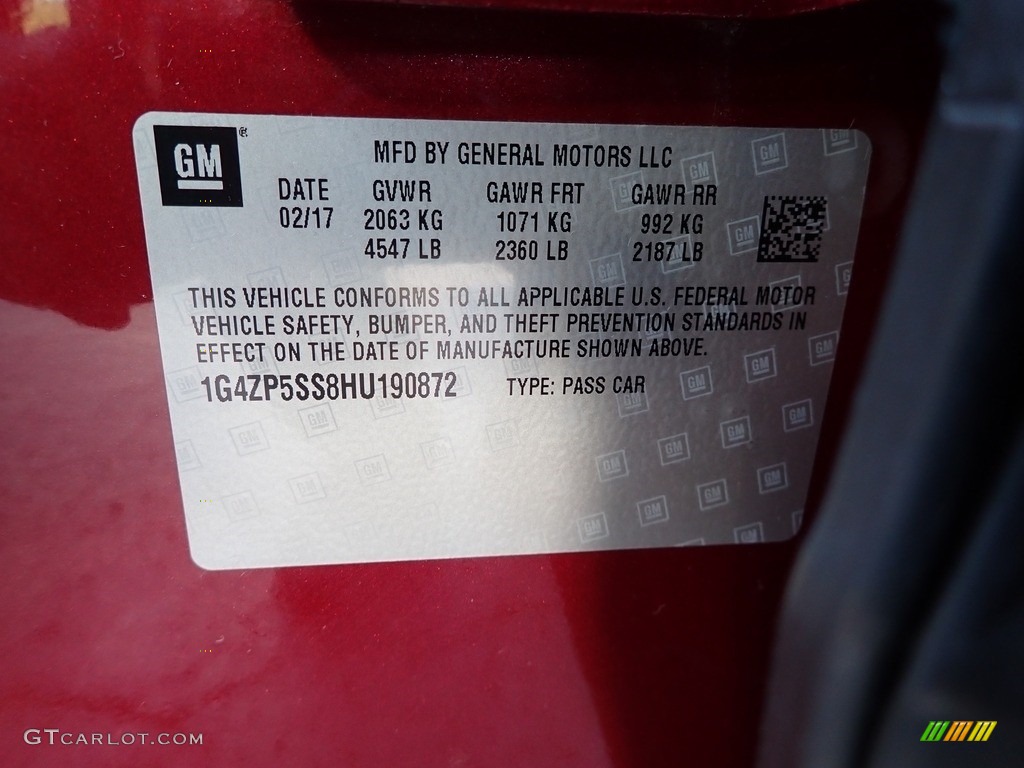 GM
MFD BY GENERAL MOTORS LLC
DATE GVWR GAWR FRT GAWR RR
02/17 2063 KG 1071 KG 992 KG
4547 LB 2360 LB 2187 LB
THIS VEHICLE CONFORMS TO ALL APPLICABLE U.S. FEDERAL MOTOR
VEHICLE SAFETY, BUMPER, AND THEFT PREVENTION STANDARDS IN
EFFECT ON THE DATE OF MANUFACTURE SHOWN ABOVE.
1G4ZP5SS8HU190872 TYPE: PASS CAR
GTCARLOT.COM